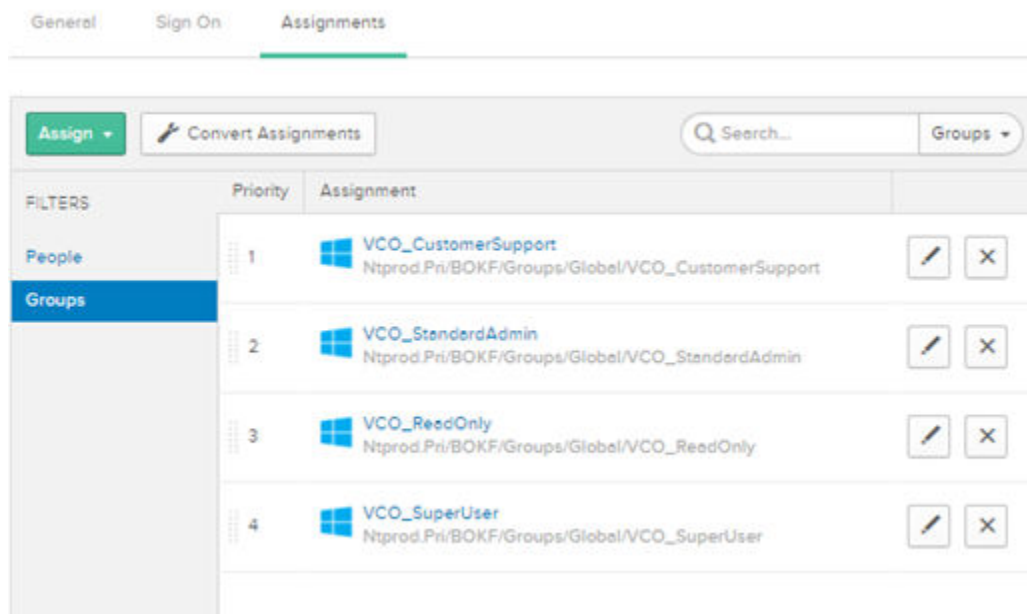 General Sign On Assignments
Assign Convert Assignments Search... Groups
FILTERS Priority Assignment
People
Groups
1 VCO_CustomerSupport
Ntprod.Pri/BOKF/Groups/Global/VCO_CustomerSupport
2 VCO_StandardAdmin
Ntprod.Pri/BOKF/Groups/Global/VCO_StandardAdmin
3 VCO_ReadOnly
Ntprod.Pri/BOKF/Groups/Global/VCO_ReadOnly
4 VCO_SuperUser
Ntprod.Pri/BOKF/Groups/Global/VCO_SuperUser